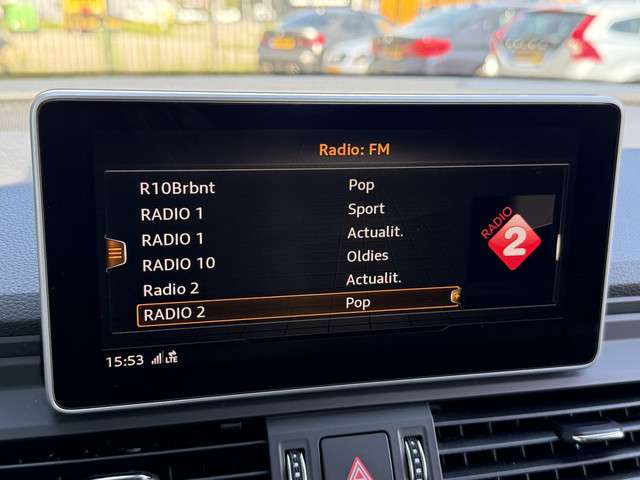 Radio: FM
R10Brbnt Pop
RADIO 1 Sport
RADIO 1 Actualit.
RADIO 10 Oldies
Radio 2 Actualit.
RADIO 2 Pop
RADIO
2
15:53 LTE